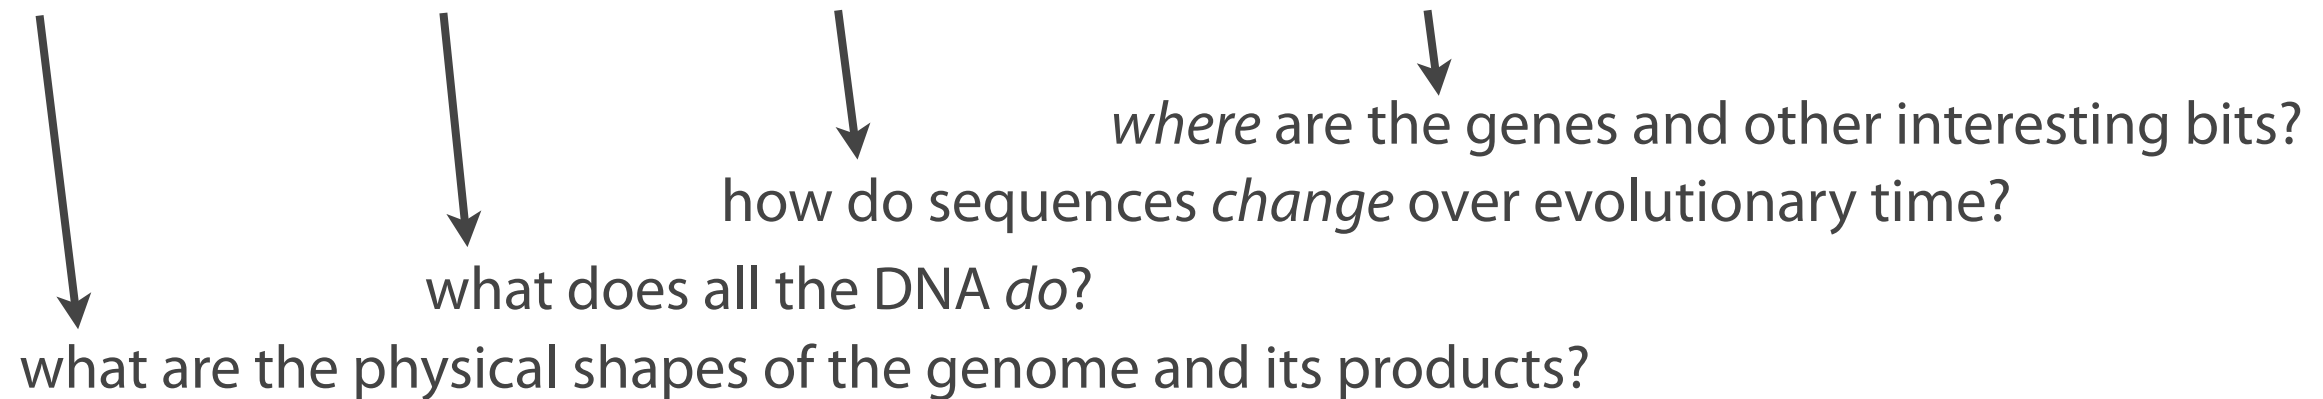 where are the genes and other interesting bits?
how do sequences change over evolutionary time?
what does all the DNA do?
what are the physical shapes of the genome and its products?